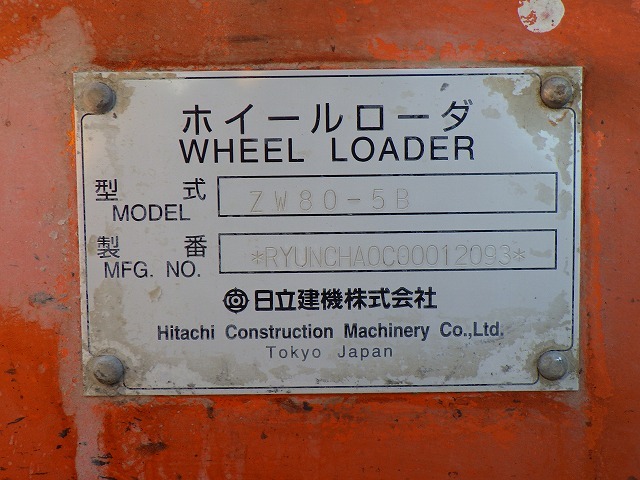 ホイールローダ
WHEEL LOADER
型式 ZW80-5B
MODEL
製番 *RYUNCHA0C00012093*
MFG. NO.
日立建機株式会社
Hitachi Construction Machinery Co.,Ltd.
Tokyo Japan